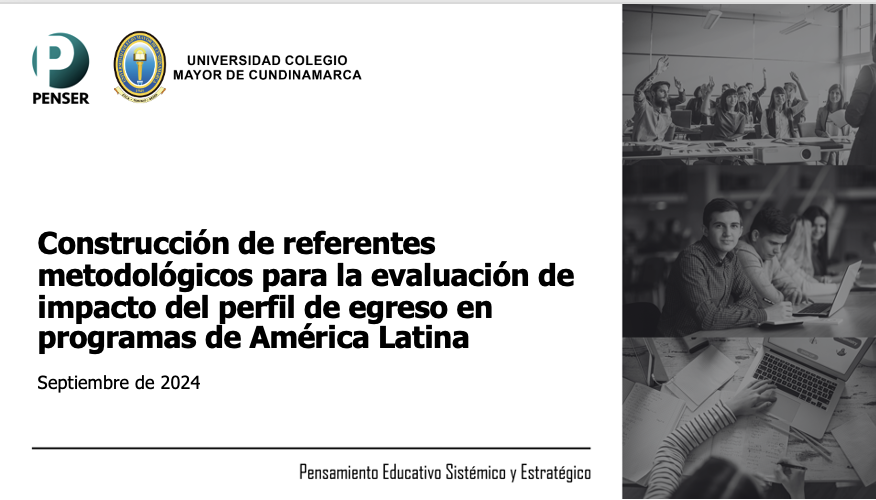 P
PENSER
UNIVERSIDAD COLEGIO
MAYOR DE CUNDINAMARCA
Construcción de referentes
metodológicos para la evaluación de
impacto del perfil de egreso en
programas de América Latina
Septiembre de 2024
Pensamiento Educativo Sistémico y Estratégico